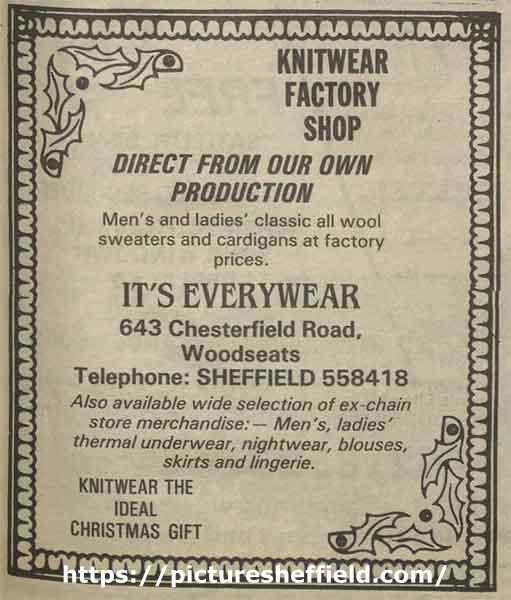 KNITWEAR
FACTORY
SHOP
DIRECT FROM OUR OWN
PRODUCTION
Men's and ladies' classic all wool
sweaters and cardigans at factory
prices.
IT'S EVERYWEAR
643 Chesterfield Road,
Woodseats
Telephone: SHEFFIELD 558418
Also available wide selection of ex-chain
store merchandise:— Men's, ladies'
thermal underwear, nightwear, blouses,
skirts and lingerie.
KNITWEAR THE
IDEAL
CHRISTMAS GIFT
https://picturesheffield.com/